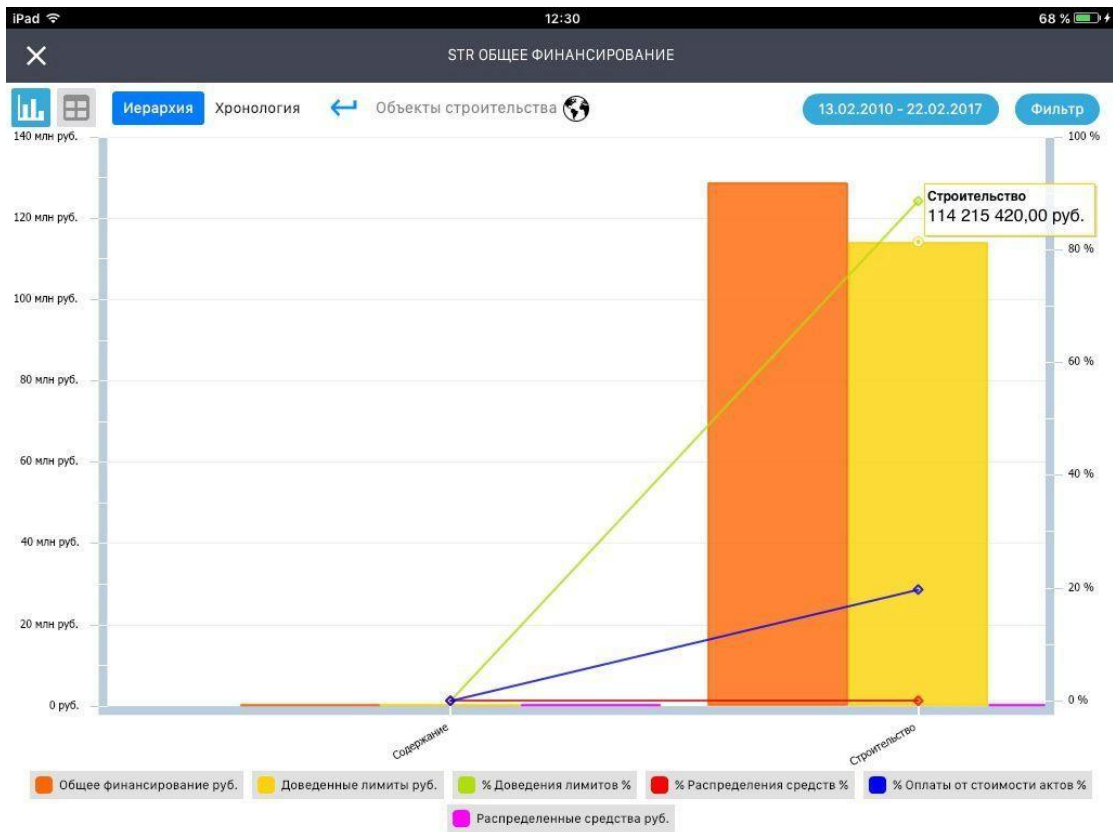 iPad 12:30 68 %
STR ОБЩЕЕ ФИНАНСИРОВАНИЕ
Иерархия Хронология Объекты строительства 13.02.2010 - 22.02.2017 Фильтр
140 млн руб. 100 %
Строительство
114 215 420,00 руб.
120 млн руб.
80 %
100 млн руб.
60 %
80 млн руб.
60 млн руб.
40 %
40 млн руб.
20 %
20 млн руб.
0 руб. 0 %
Содержание Строительство
Общее финансирование руб. Доведенные лимиты руб. % Доведения лимитов % % Распределения средств % % Оплаты от стоимости актов %
Распределенные средства руб.